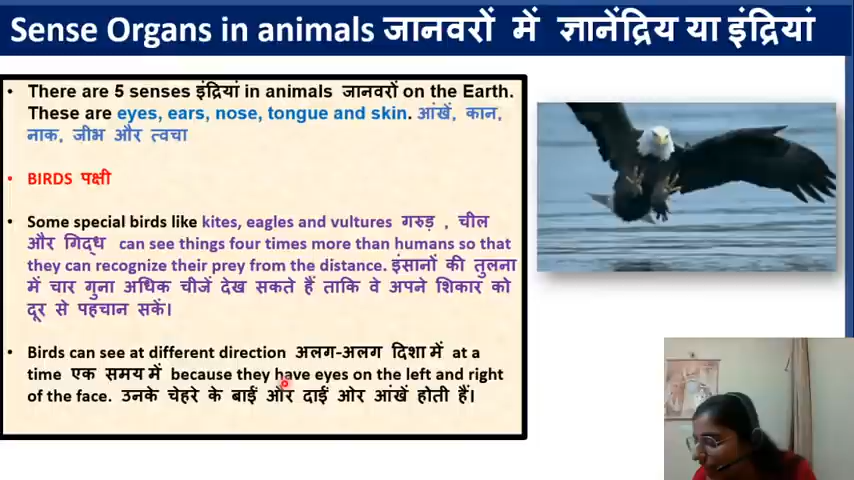 Sense Organs in animals जानवरों में ज्ञानेंद्रिय या इंद्रियां
• There are 5 senses इंद्रियां in animals जानवरों on the Earth.
These are eyes, ears, nose, tongue and skin. आंखें, कान,
नाक, जीभ और त्वचा
• BIRDS पक्षी
• Some special birds like kites, eagles and vultures गरुड़ , चील
और गिद्ध can see things four times more than humans so that
they can recognize their prey from the distance. इंसानों की तुलना
में चार गुना अधिक चीजें देख सकते हैं ताकि वे अपने शिकार को
दूर से पहचान सकें।
• Birds can see at different direction अलग-अलग दिशा में at a
time एक समय में because they have eyes on the left and right
of the face. उनके चेहरे के बाईं और दाईं ओर आंखें होती हैं।